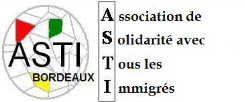 ASTI
BORDEAUX
Association de
Solidarité avec
Tous les
Immigrés